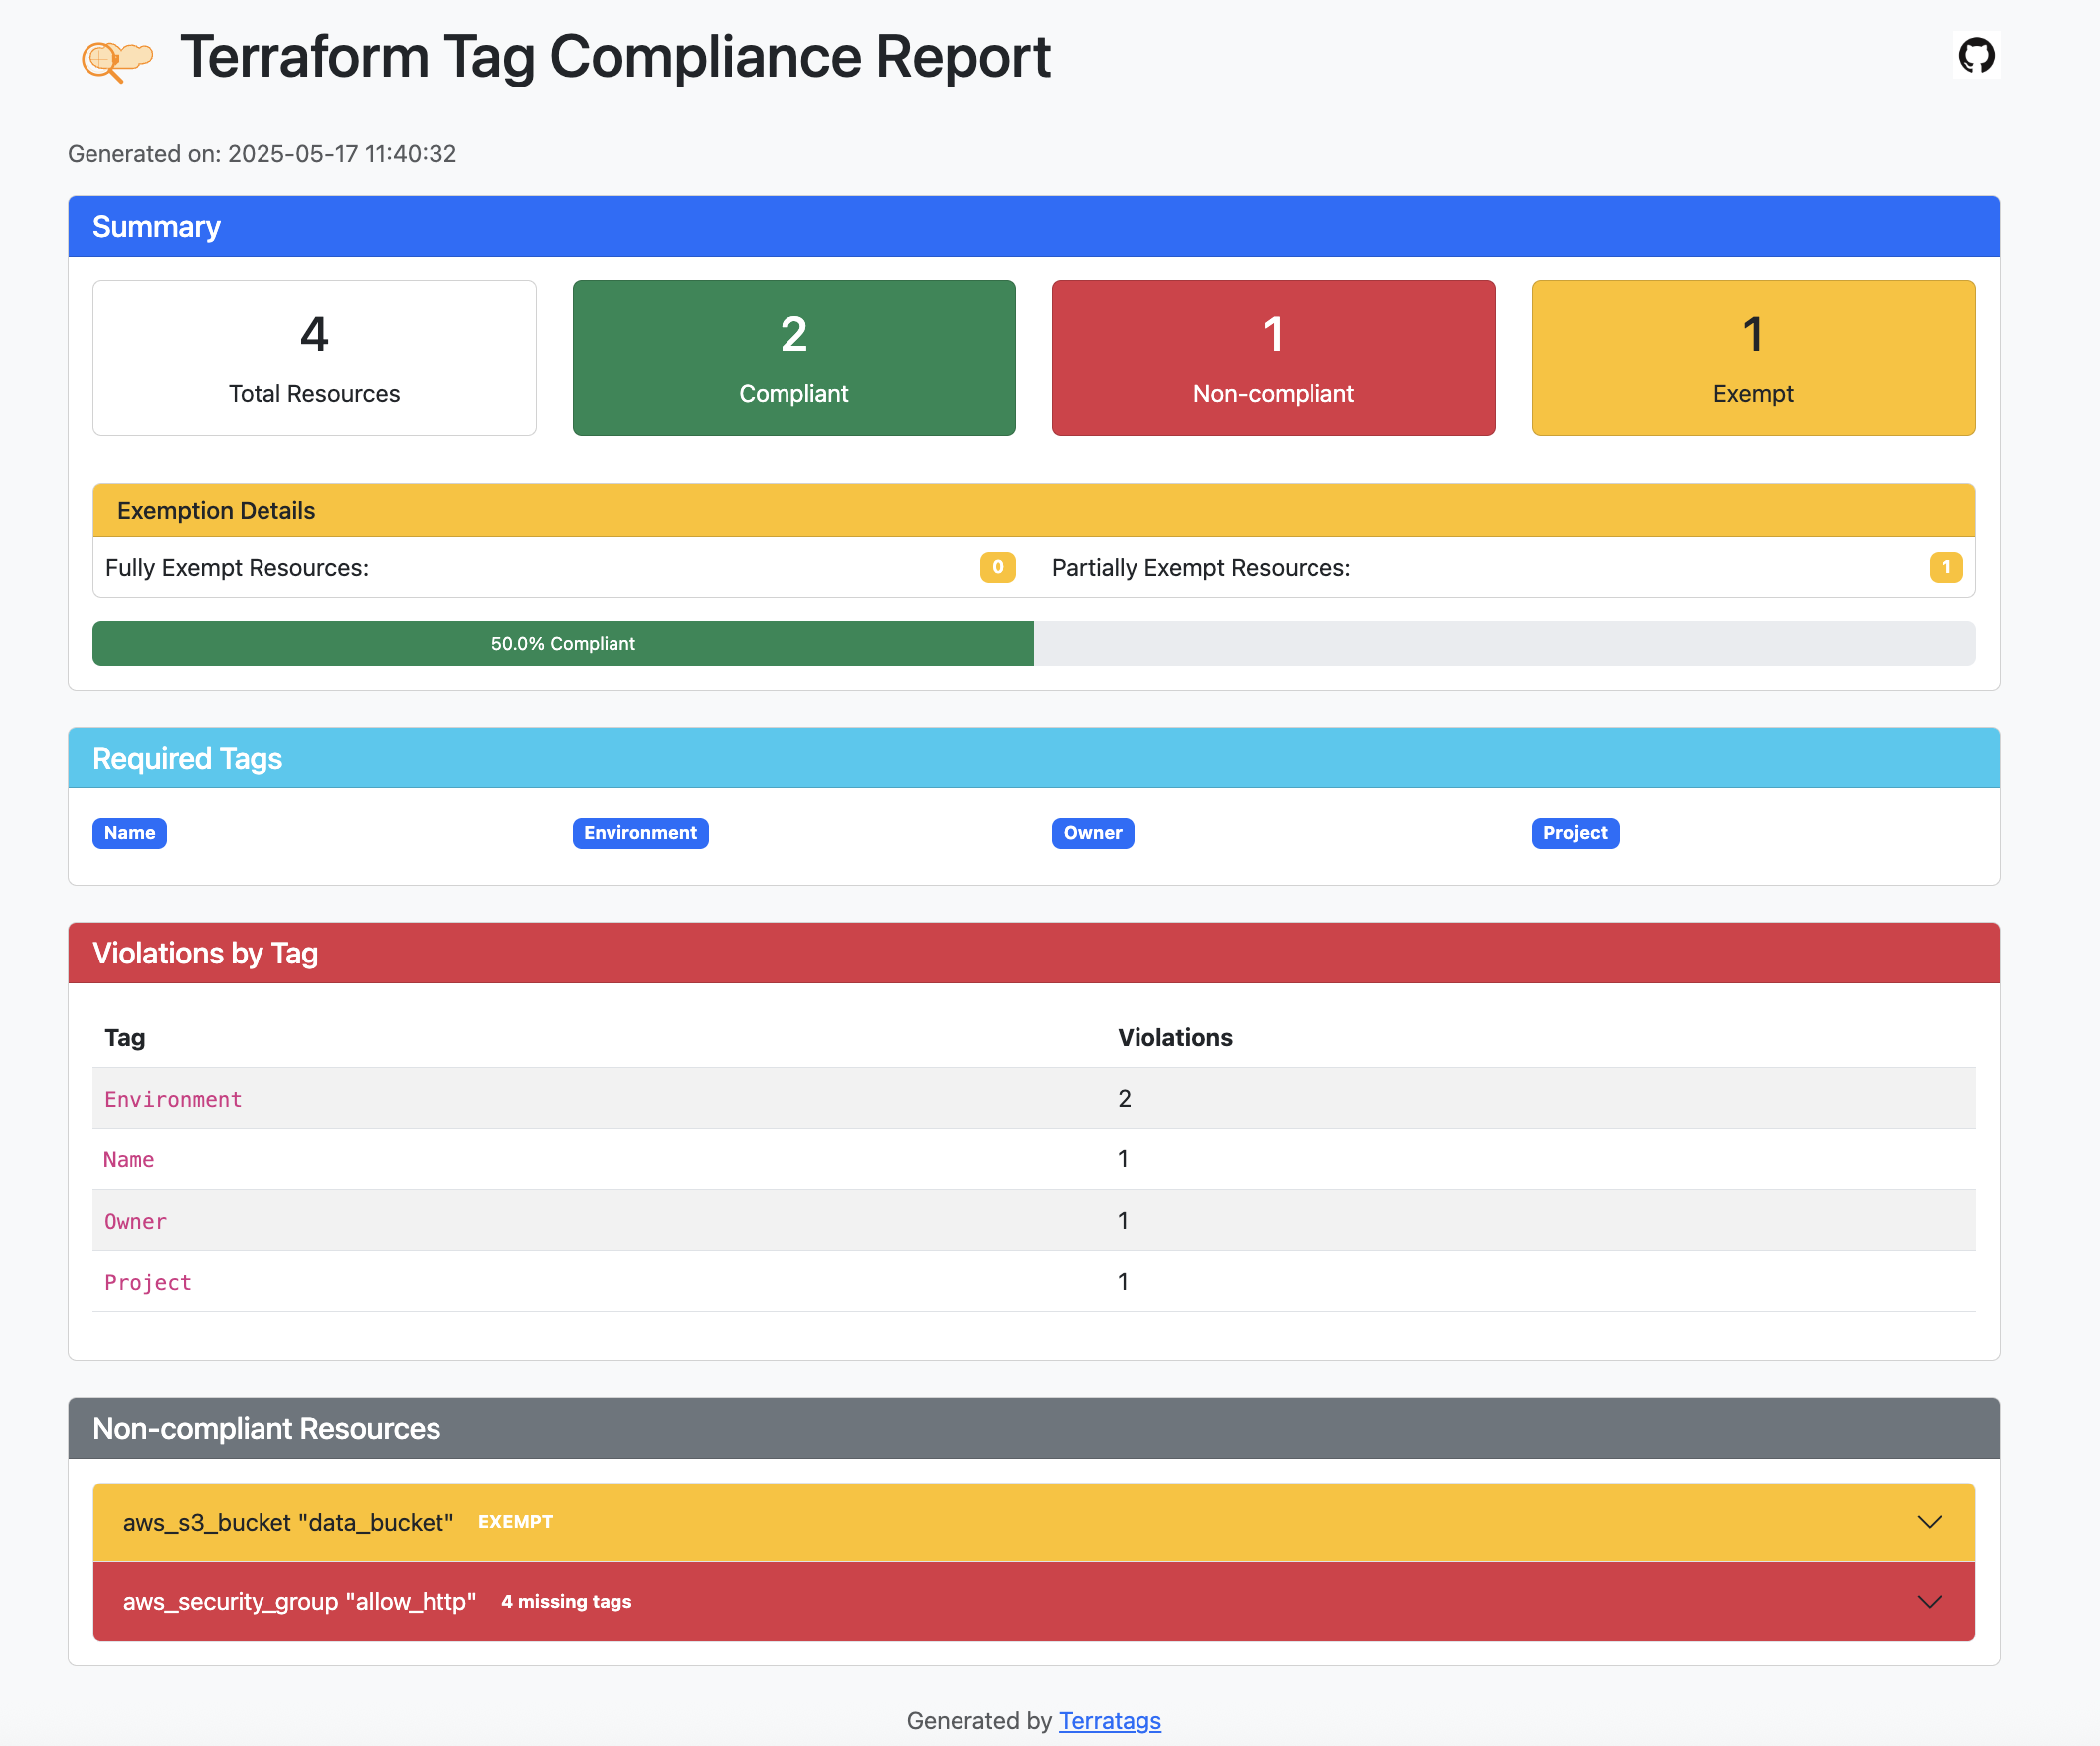 Terraform Tag Compliance Report
Generated on: 2025-05-17 11:40:32
Summary
4
Total Resources
2
Compliant
1
Non-compliant
1
Exempt
Exemption Details
Fully Exempt Resources: 0
Partially Exempt Resources: 1
50.0% Compliant
Required Tags
Name Environment Owner Project
Violations by Tag
Tag Violations
Environment 2
Name 1
Owner 1
Project 1
Non-compliant Resources
aws_s3_bucket "data_bucket" EXEMPT
aws_security_group "allow_http" 4 missing tags
Generated by Terratags